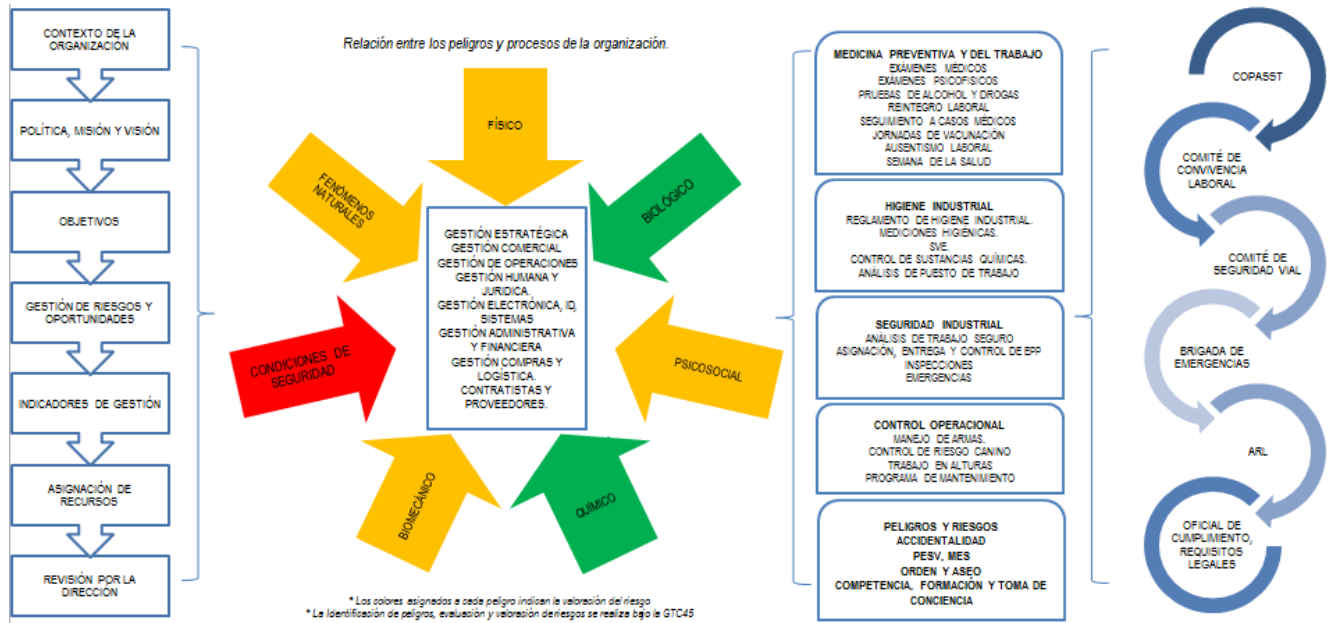 CONTEXTO DE LA
ORGANIZACIÓN
POLÍTICA, MISIÓN Y VISIÓN
OBJETIVOS
GESTIÓN DE RIESGOS Y
OPORTUNIDADES
INDICADORES DE GESTIÓN
ASIGNACIÓN DE
RECURSOS
REVISIÓN POR LA
DIRECCIÓN
Relación entre los peligros y procesos de la organización.
FÍSICO
FENÓMENOS
NATURALES
BIOLÓGICO
CONDICIONES DE
SEGURIDAD
PSICOSOCIAL
BIOMECÁNICO
QUÍMICO
GESTIÓN ESTRATÉGICA
GESTIÓN COMERCIAL
GESTIÓN DE OPERACIONES
GESTIÓN HUMANA Y
JURIDICA.
GESTIÓN ELECTRÓNICA, ID,
SISTEMAS
GESTIÓN ADMINISTRATIVA
Y FINANCIERA
GESTIÓN COMPRAS Y
LOGÍSTICA.
CONTRATISTAS Y
PROVEEDORES.
* Los colores asignados a cada peligro indican la valoración del riesgo
* La Identificación de peligros, evaluación y valoración de riesgos se realiza bajo la GTC45
MEDICINA PREVENTIVA Y DEL TRABAJO
EXÁMENES MÉDICOS
EXÁMENES PSICOFISICOS
PRUEBAS DE ALCOHOL Y DROGAS
REINTEGRO LABORAL
SEGUIMIENTO A CASOS MÉDICOS
JORNADAS DE VACUNACIÓN
AUSENTISMO LABORAL
SEMANA DE LA SALUD
HIGIENE INDUSTRIAL
REGLAMENTO DE HIGIENE INDUSTRIAL.
MEDICIONES HIGIÉNICAS.
SVE.
CONTROL DE SUSTANCIAS QUÍMICAS.
ANÁLISIS DE PUESTO DE TRABAJO
SEGURIDAD INDUSTRIAL
ANÁLISIS DE TRABAJO SEGURO
ASIGNACIÓN, ENTREGA Y CONTROL DE EPP
INSPECCIONES
EMERGENCIAS
CONTROL OPERACIONAL
MANEJO DE ARMAS.
CONTROL DE RIESGO CANINO
TRABAJO EN ALTURAS
PROGRAMA DE MANTENIMIENTO
PELIGROS Y RIESGOS
ACCIDENTALIDAD
PESV, MES
ORDEN Y ASEO
COMPETENCIA, FORMACIÓN Y TOMA DE
CONCIENCIA
COPASST
COMITÉ DE
CONVIVENCIA
LABORAL
COMITÉ DE
SEGURIDAD VIAL
BRIGADA DE
EMERGENCIAS
ARL
OFICIAL DE
CUMPLIMIENTO,
REQUISITOS
LEGALES